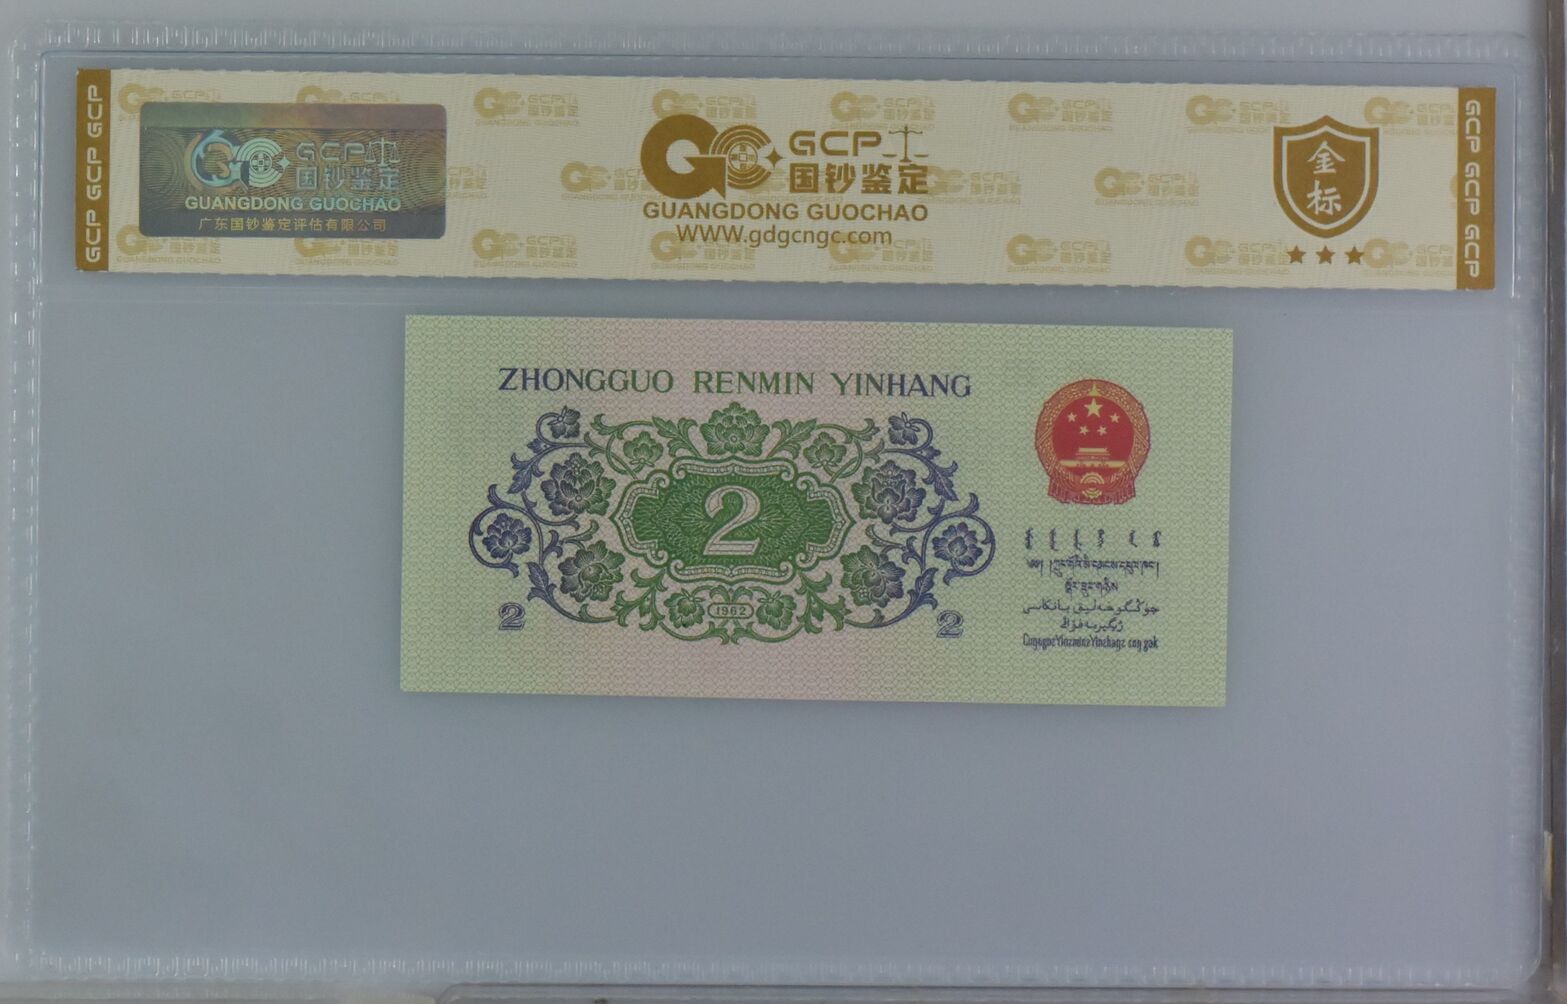 GCP GCP GCP
GCP
国钞鉴定
GUANGDONG GUOCHAO
广东国钞鉴定评估有限公司
GCP
国钞鉴定
GUANGDONG GUOCHAO
WWW.gdgcngc.com
金
标
GCP GCP GCP
ZHONGGUO RENMIN YINHANG
2
1962
2
2